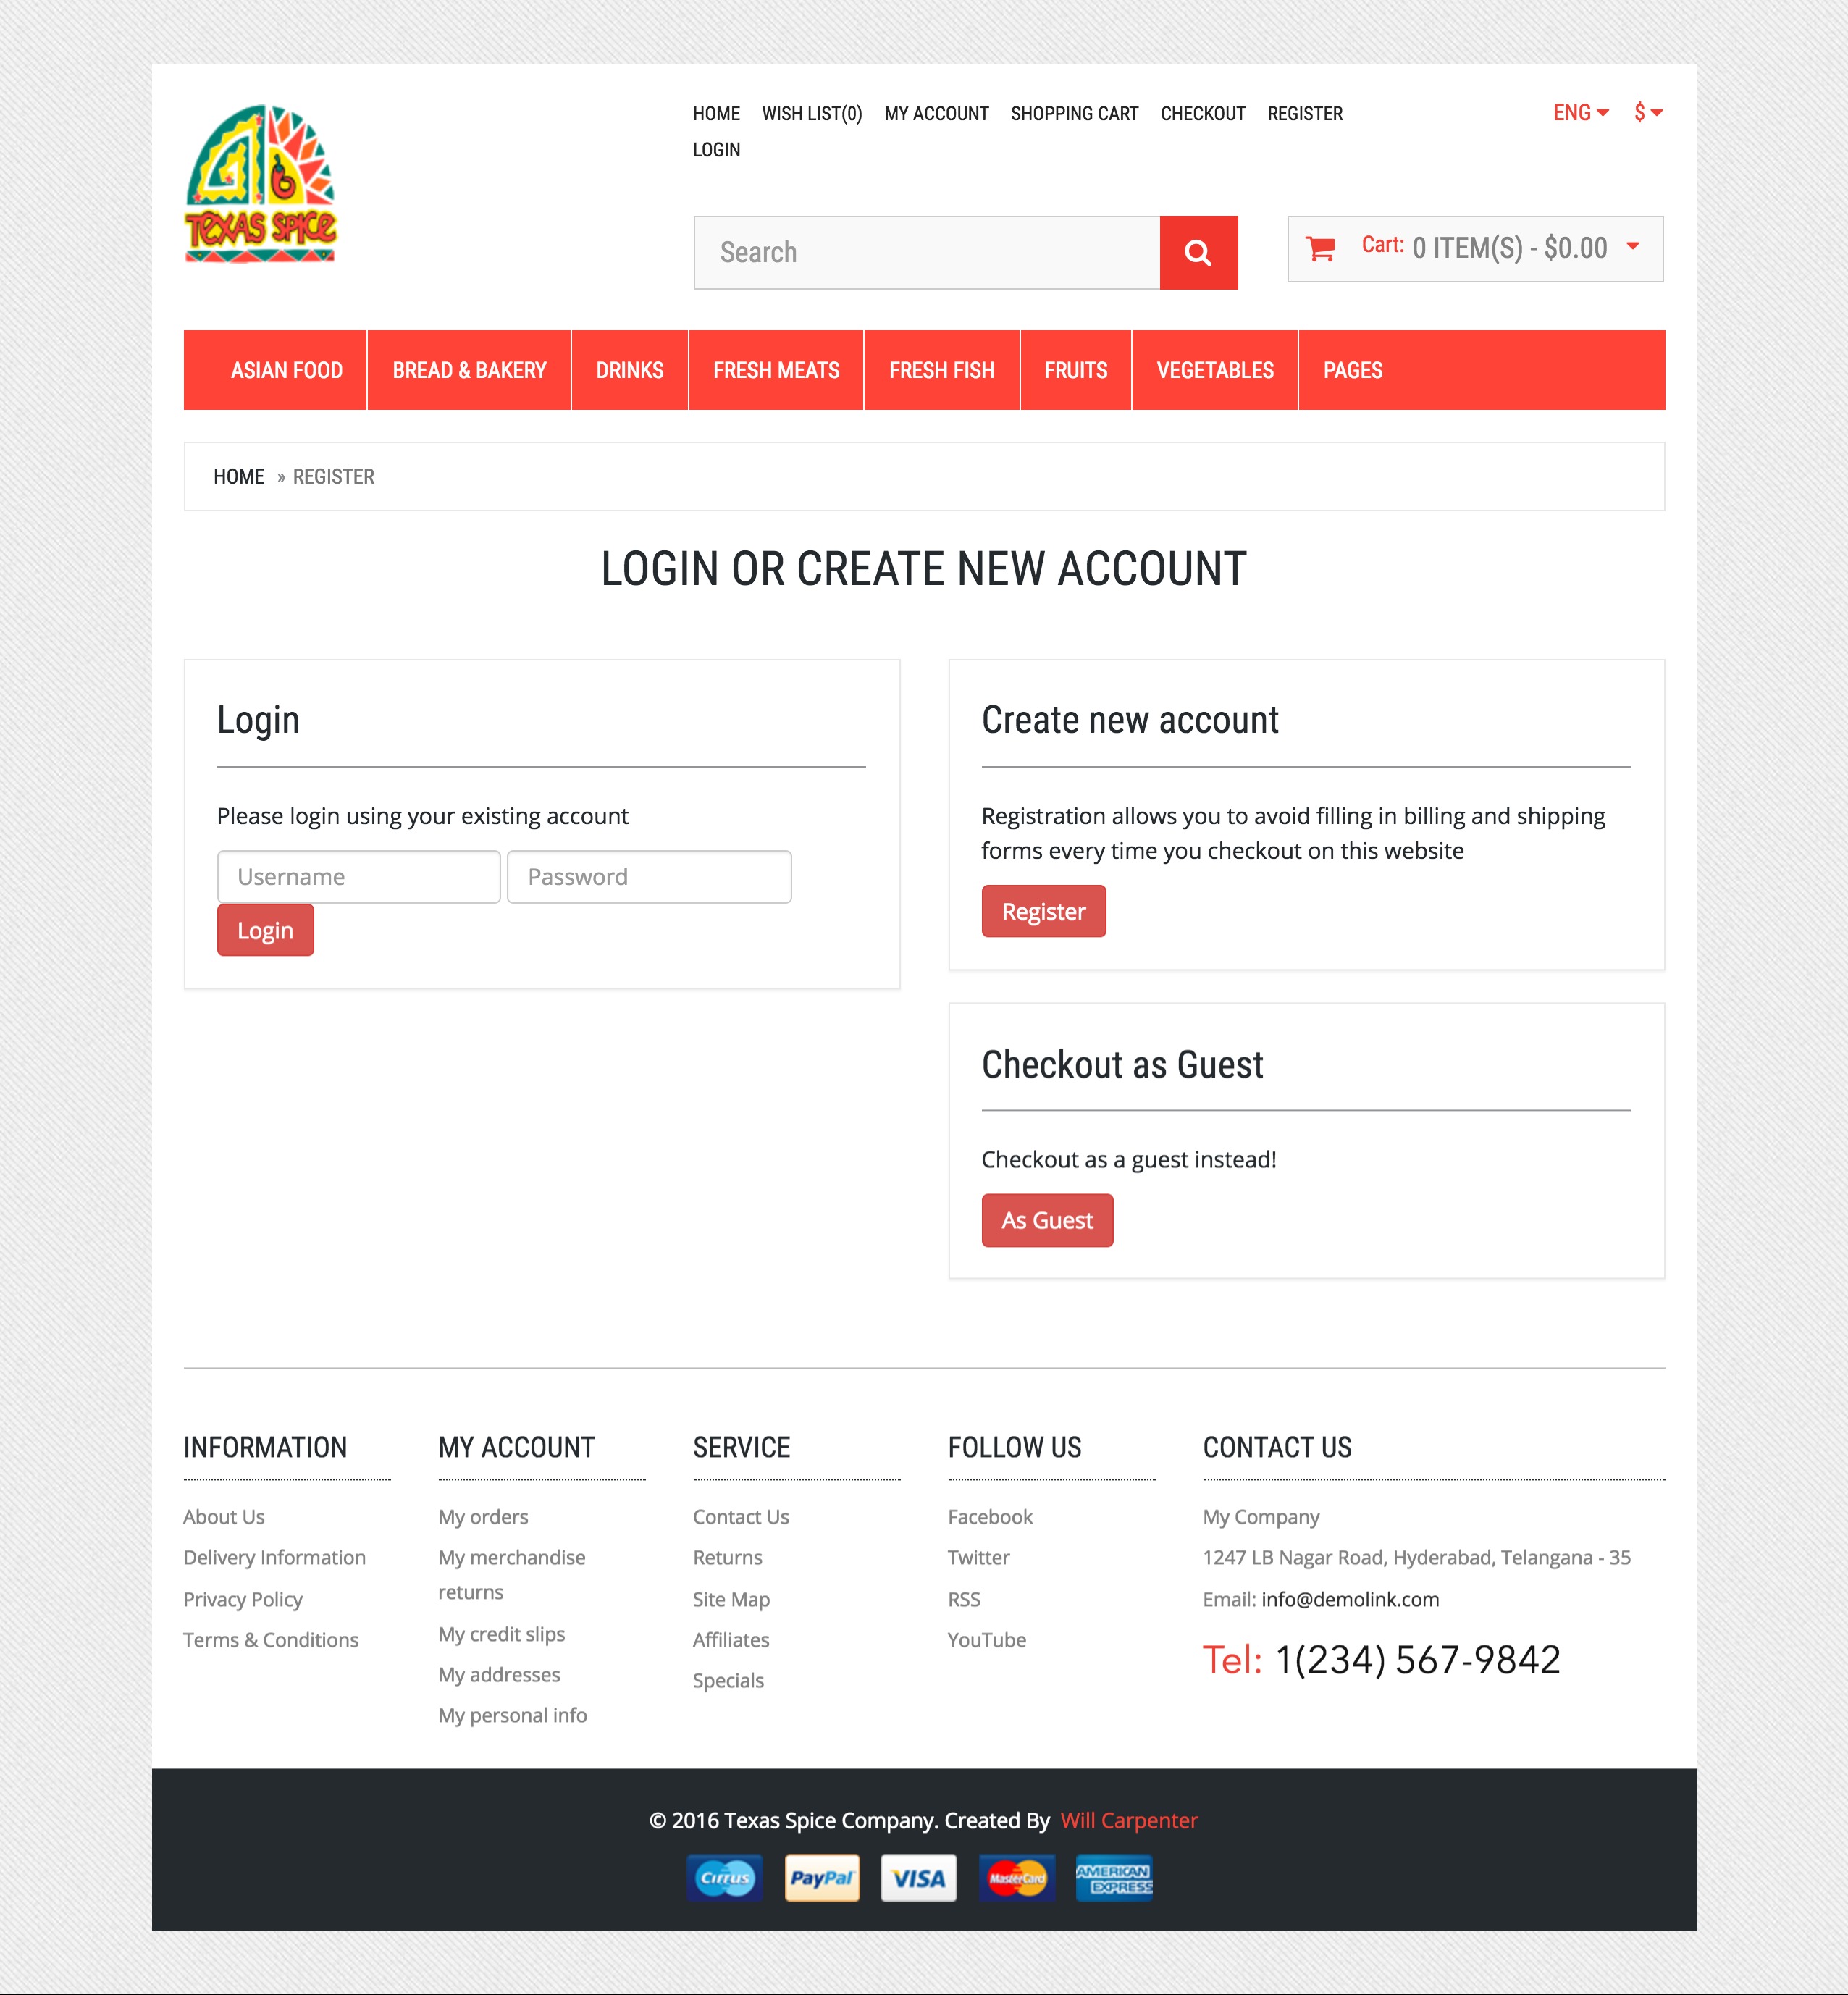 TEXAS SPICE
HOME WISH LIST(0) MY ACCOUNT SHOPPING CART CHECKOUT REGISTER
LOGIN
ENG $
Search
Cart: 0 ITEM(S) - $0.00
ASIAN FOOD BREAD & BAKERY DRINKS FRESH MEATS FRESH FISH FRUITS VEGETABLES PAGES
HOME » REGISTER
LOGIN OR CREATE NEW ACCOUNT
Login
Please login using your existing account
Username Password
Login
Create new account
Registration allows you to avoid filling in billing and shipping
forms every time you checkout on this website
Register
Checkout as Guest
Checkout as a guest instead!
As Guest
INFORMATION
About Us
Delivery Information
Privacy Policy
Terms & Conditions
MY ACCOUNT
My orders
My merchandise
returns
My credit slips
My addresses
My personal info
SERVICE
Contact Us
Returns
Site Map
Affiliates
Specials
FOLLOW US
Facebook
Twitter
RSS
YouTube
CONTACT US
My Company
1247 LB Nagar Road, Hyderabad, Telangana - 35
Email: info@demolink.com
Tel: 1(234) 567-9842
© 2016 Texas Spice Company. Created By Will Carpenter
Cirrus PayPal VISA MasterCard AMERICAN EXPRESS